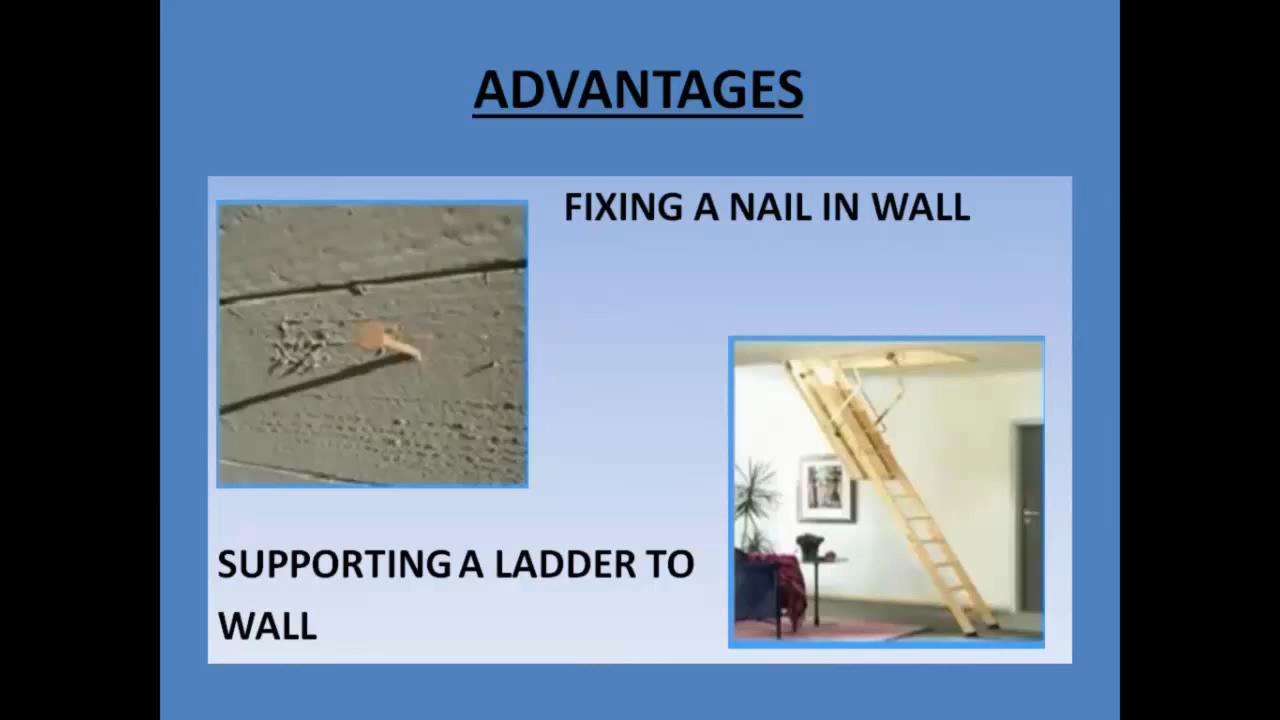 ADVANTAGES
FIXING A NAIL IN WALL
SUPPORTING A LADDER TO
WALL